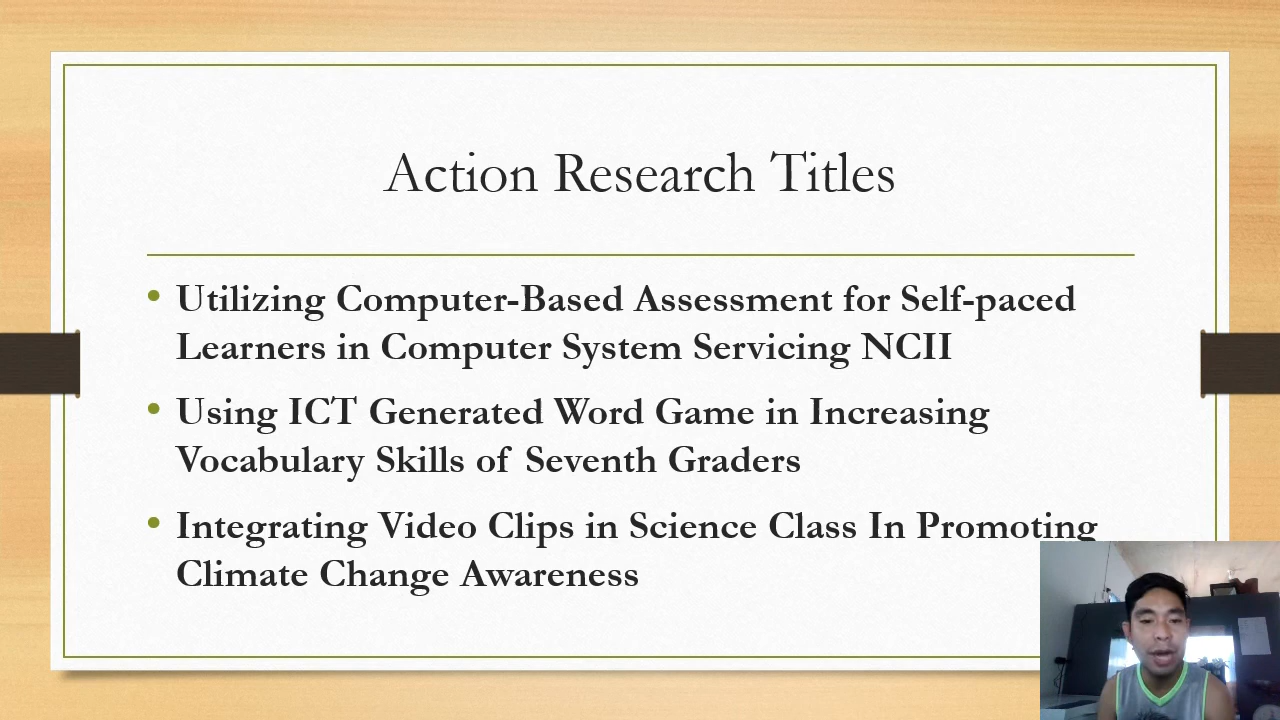 Action Research Titles
• Utilizing Computer-Based Assessment for Self-paced
Learners in Computer System Servicing NCII
• Using ICT Generated Word Game in Increasing
Vocabulary Skills of Seventh Graders
• Integrating Video Clips in Science Class In Promoting
Climate Change Awareness